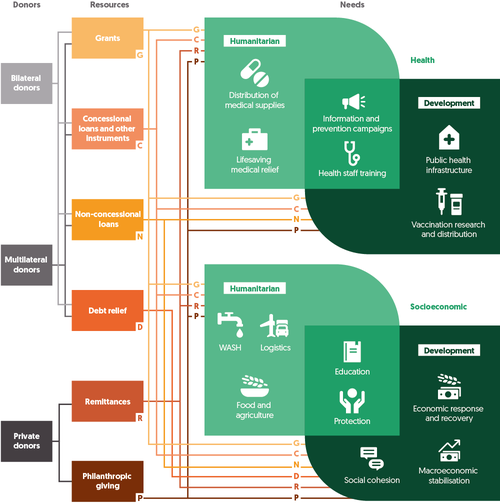 Donors
Resources
Needs
Bilateral
donors
Multilateral
donors
Private
donors
Grants
G
Concessional
loans and other
Instruments
C
Non-concessional
loans
N
Debt relief
D
Remittances
R
Philanthropic
giving
P
G
C
R
P
Humanitarian
Distribution of
medical supplies
Lifesaving
medical relief
Health
Information and
prevention campaigns
Health staff training
Development
Public health
infrastructure
Vaccination research
and distribution
G
C
N
P
G
C
R
P
Humanitarian
WASH
Logistics
Food and
agriculture
Socioeconomic
Education
Protection
Social cohesion
Development
Economic response
and recovery
Macroeconomic
stabilisation
G
C
N
D
R
P